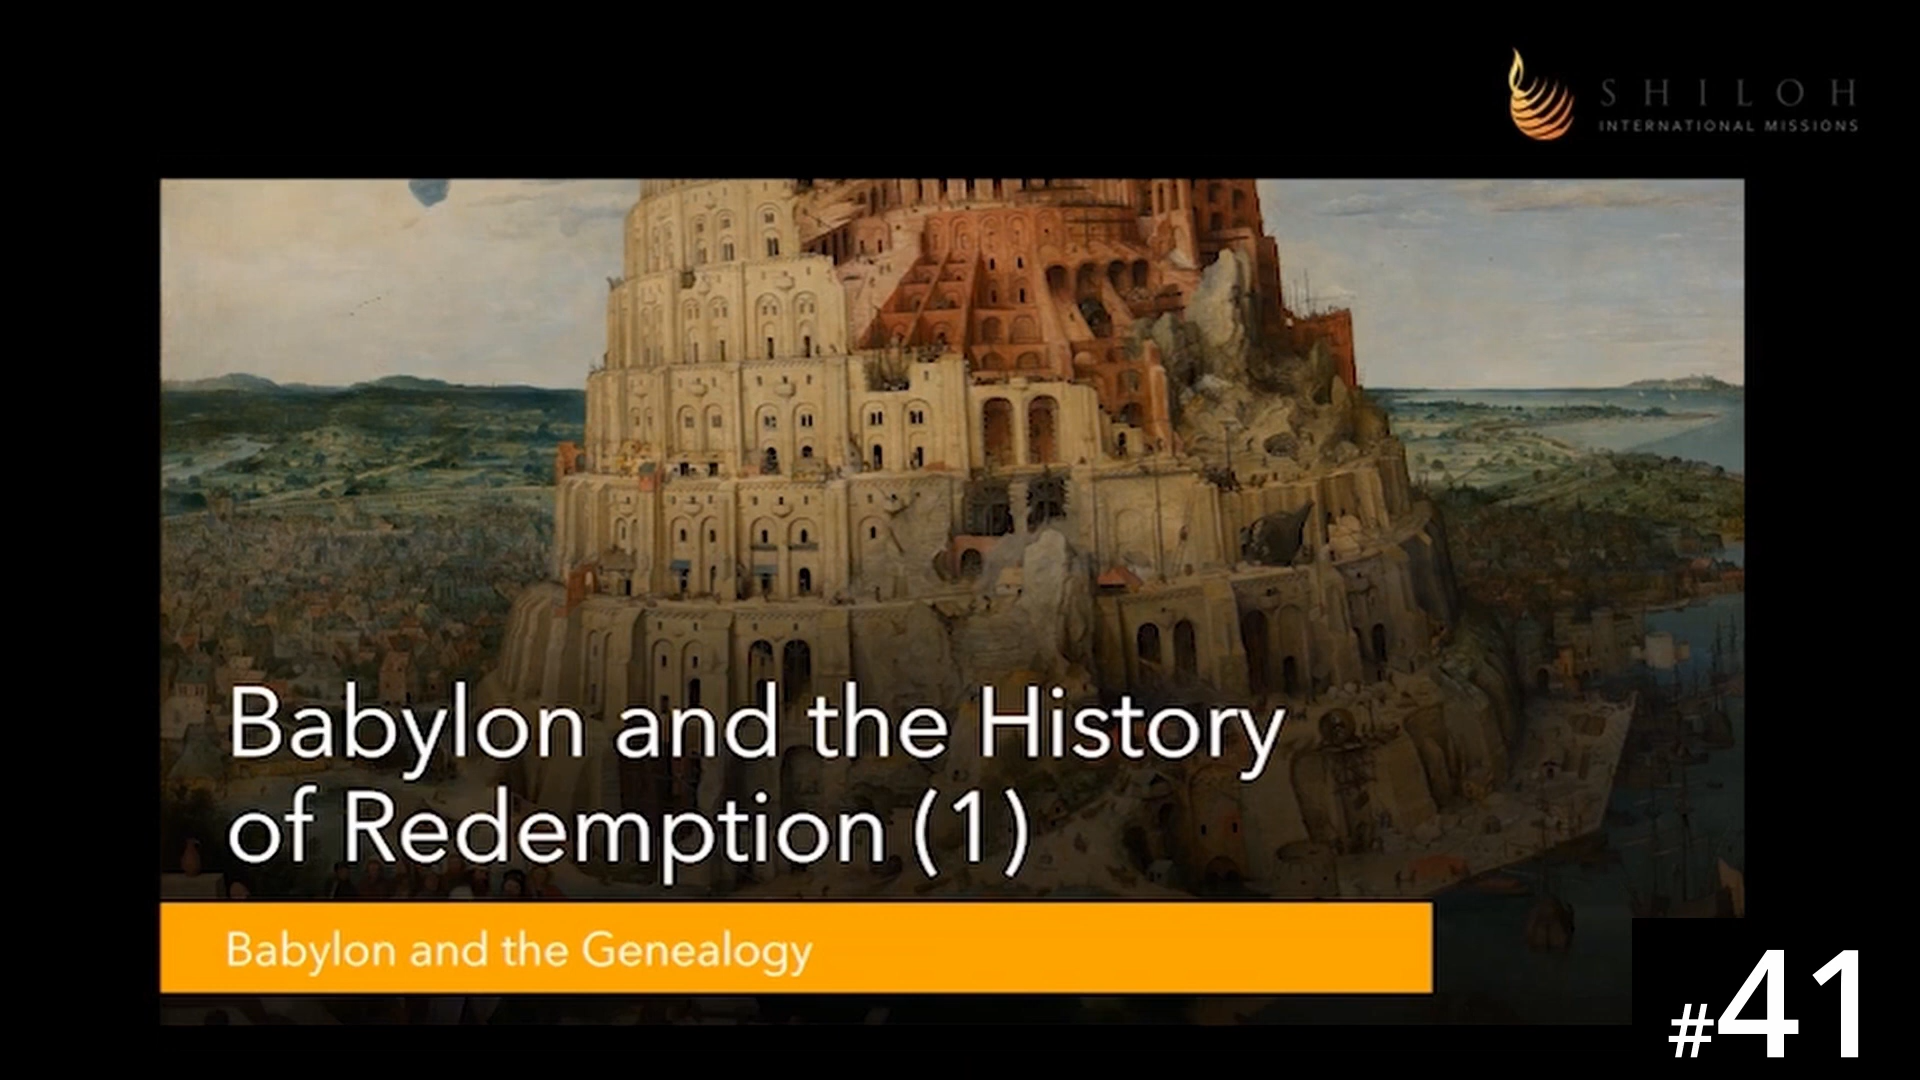 SHILOH
INTERNATIONAL MISSIONS
Babylon and the History
of Redemption (1)
Babylon and the Genealogy
#41